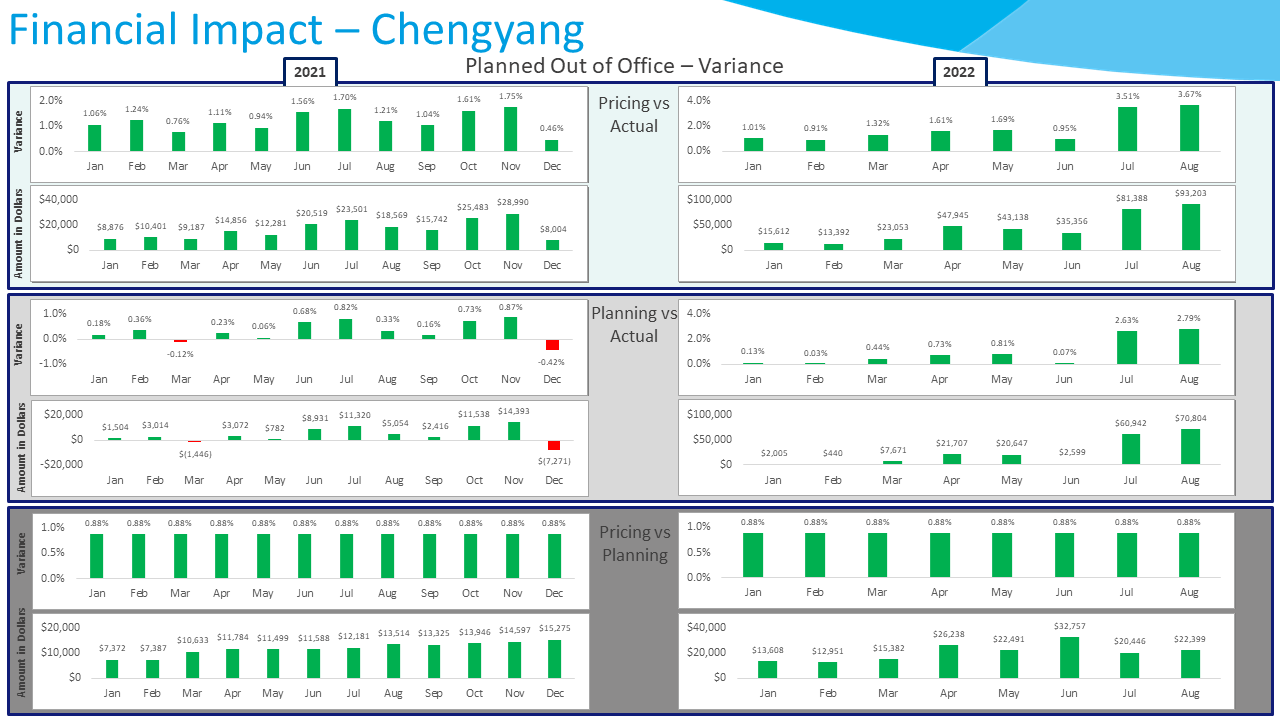 Financial Impact – Chengyang
Planned Out of Office – Variance
2021
2022
Pricing vs
Actual
Variance
2.0%
1.0%
0.0%
1.06% 1.24% 0.76% 1.11% 0.94% 1.56% 1.70% 1.21% 1.04% 1.61% 1.75% 0.46%
Jan Feb Mar Apr May Jun Jul Aug Sep Oct Nov Dec
4.0%
2.0%
0.0%
1.01% 0.91% 1.32% 1.61% 1.69% 0.95% 3.51% 3.67%
Jan Feb Mar Apr May Jun Jul Aug
Amount in Dollars
$40,000
$20,000
$0
$8,876 $10,401 $9,187 $14,856 $12,281 $20,519 $23,501 $18,569 $15,742 $25,483 $28,990 $8,004
Jan Feb Mar Apr May Jun Jul Aug Sep Oct Nov Dec
$100,000
$50,000
$0
$15,612 $13,392 $23,053 $47,945 $43,138 $35,356 $81,388 $93,203
Jan Feb Mar Apr May Jun Jul Aug
Planning vs
Actual
Variance
1.0%
0.0%
-1.0%
0.18% 0.36% -0.12% 0.23% 0.06% 0.68% 0.82% 0.33% 0.16% 0.73% 0.87% -0.42%
Jan Feb Mar Apr May Jun Jul Aug Sep Oct Nov Dec
4.0%
2.0%
0.0%
0.13% 0.03% 0.44% 0.73% 0.81% 0.07% 2.63% 2.79%
Jan Feb Mar Apr May Jun Jul Aug
Amount in Dollars
$20,000
$0
-$20,000
$1,504 $3,014 $(1,446) $3,072 $782 $8,931 $11,320 $5,054 $2,416 $11,538 $14,393 $(7,271)
Jan Feb Mar Apr May Jun Jul Aug Sep Oct Nov Dec
$100,000
$50,000
$0
$2,005 $440 $7,671 $21,707 $20,647 $2,599 $60,942 $70,804
Jan Feb Mar Apr May Jun Jul Aug
Pricing vs
Planning
Variance
1.0%
0.5%
0.0%
0.88% 0.88% 0.88% 0.88% 0.88% 0.88% 0.88% 0.88% 0.88% 0.88% 0.88% 0.88%
Jan Feb Mar Apr May Jun Jul Aug Sep Oct Nov Dec
1.0%
0.5%
0.0%
0.88% 0.88% 0.88% 0.88% 0.88% 0.88% 0.88% 0.88%
Jan Feb Mar Apr May Jun Jul Aug
Amount in Dollars
$20,000
$10,000
$0
$7,372 $7,387 $10,633 $11,784 $11,499 $11,588 $12,181 $13,514 $13,325 $13,946 $14,597 $15,275
Jan Feb Mar Apr May Jun Jul Aug Sep Oct Nov Dec
$40,000
$20,000
$0
$13,608 $12,951 $15,382 $26,238 $22,491 $32,757 $20,446 $22,399
Jan Feb Mar Apr May Jun Jul Aug